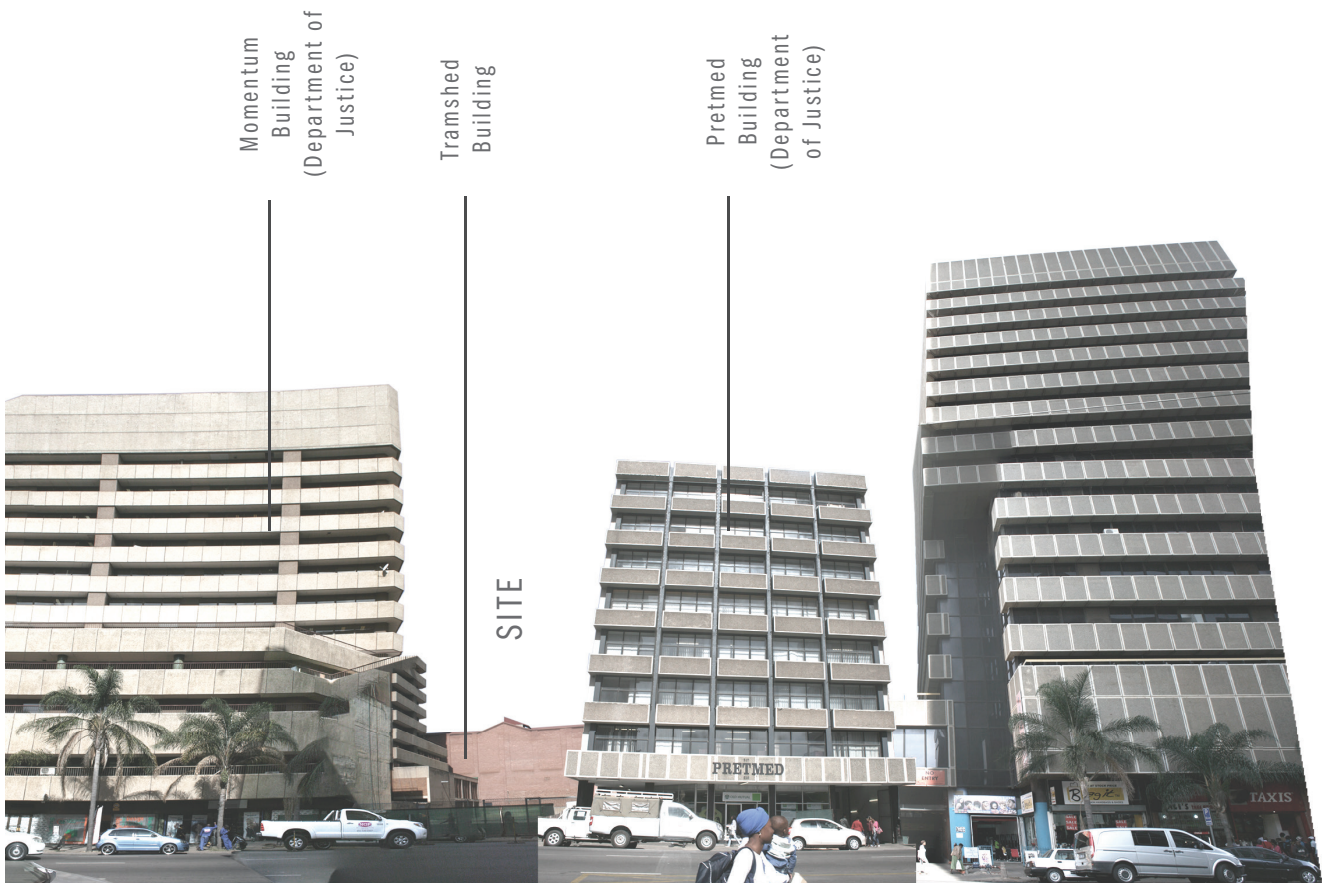 Momentum
Building
(Department of
Justice)
Tramshed
Building
Pretmed
Building
(Department
of Justice)
SITE
PRETMED
NO
ENTRY
TAXIS